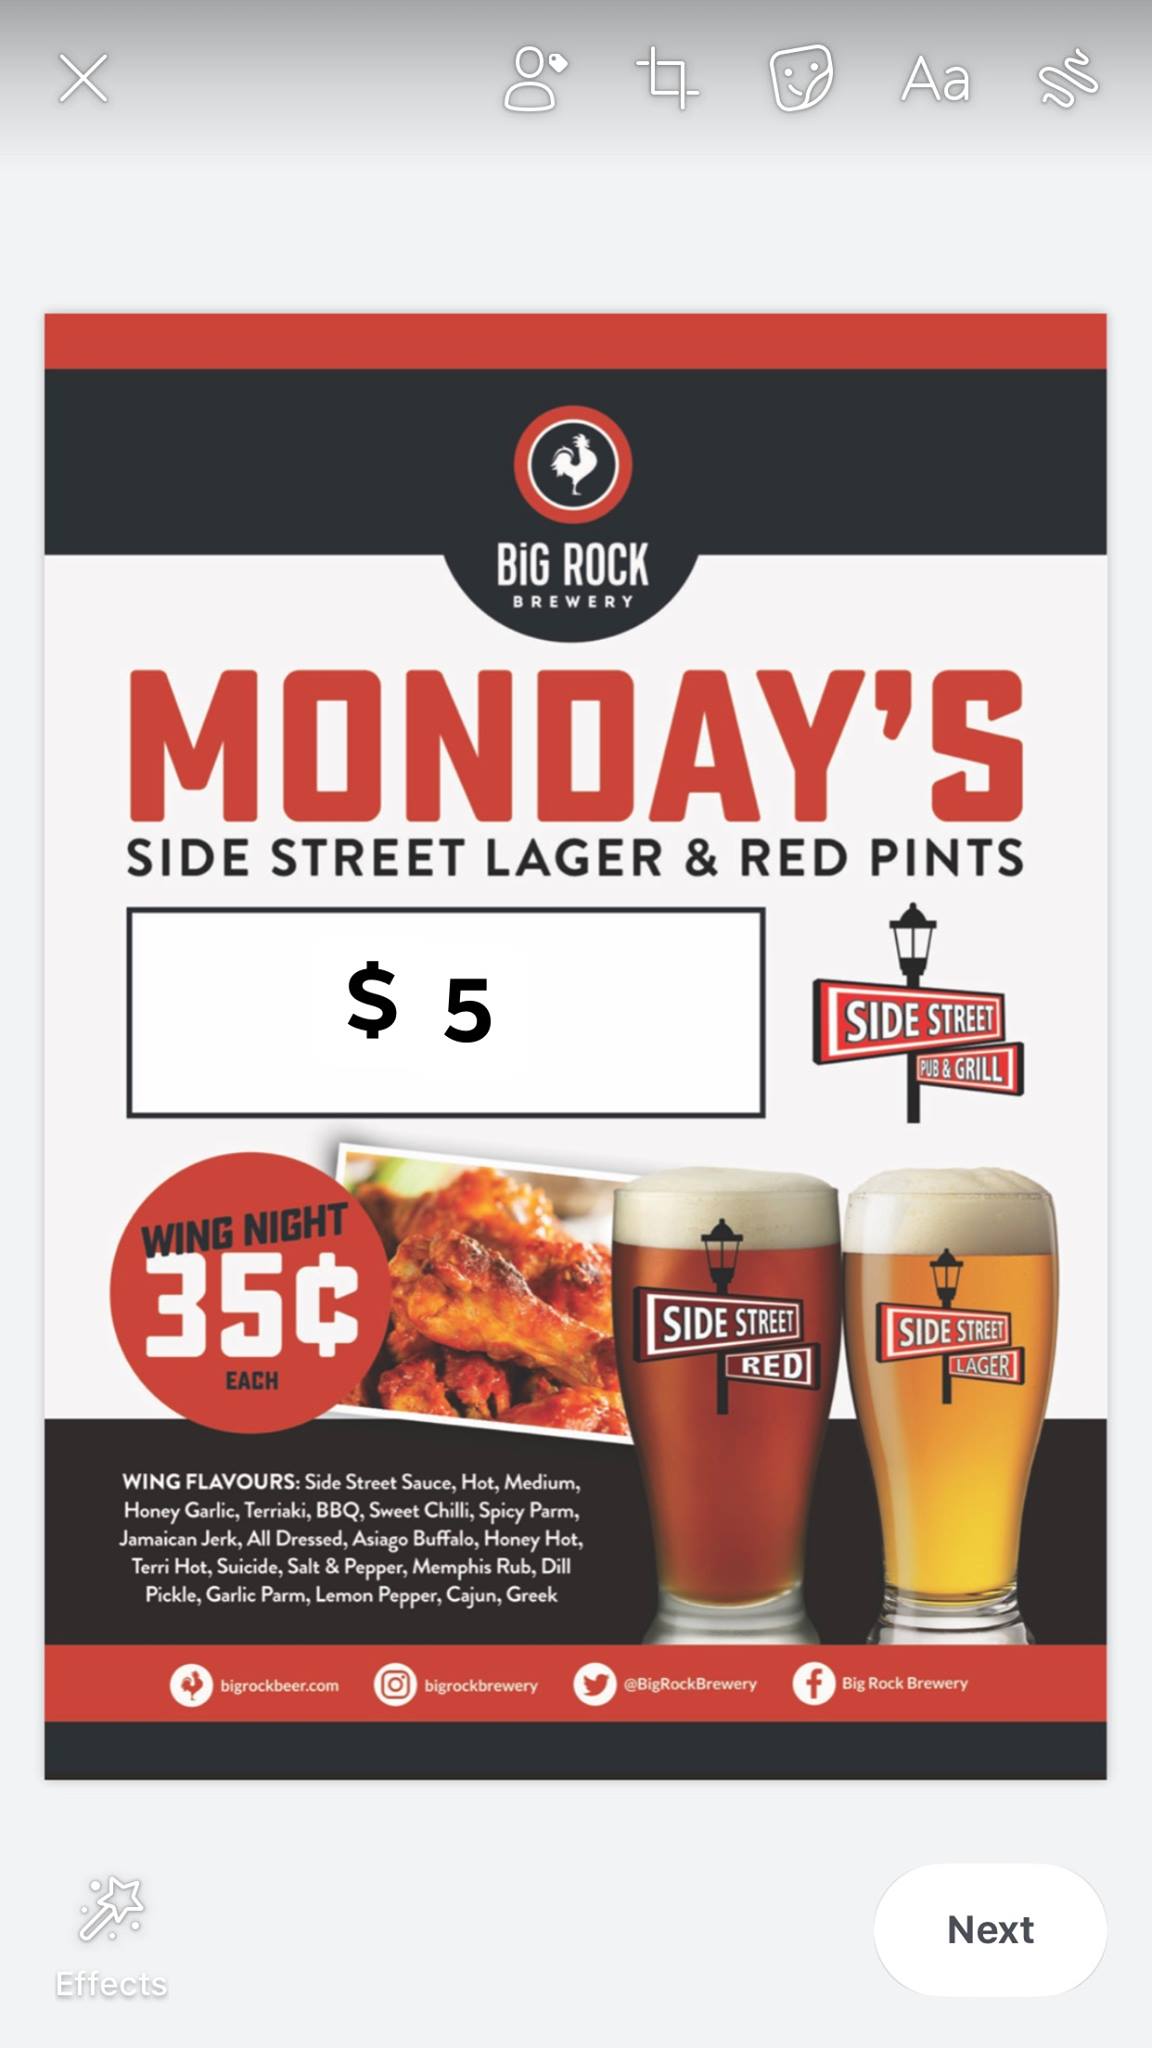 Aa
BiG ROCK
BREWERY
MONDAY'S
SIDE STREET LAGER & RED PINTS
$ 5
SIDE STREET
PUB & GRILL
WING NIGHT
35¢
EACH
SIDE STREET
RED
SIDE STREET
LAGER
WING FLAVOURS: Side Street Sauce, Hot, Medium,
Honey Garlic, Terriaki, BBQ, Sweet Chilli, Spicy Parm,
Jamaican Jerk, All Dressed, Asiago Buffalo, Honey Hot,
Terri Hot, Suicide, Salt & Pepper, Memphis Rub, Dill
Pickle, Garlic Parm, Lemon Pepper, Cajun, Greek
bigrockbeer.com bigrockbrewery @BigRockBrewery Big Rock Brewery
Effects
Next